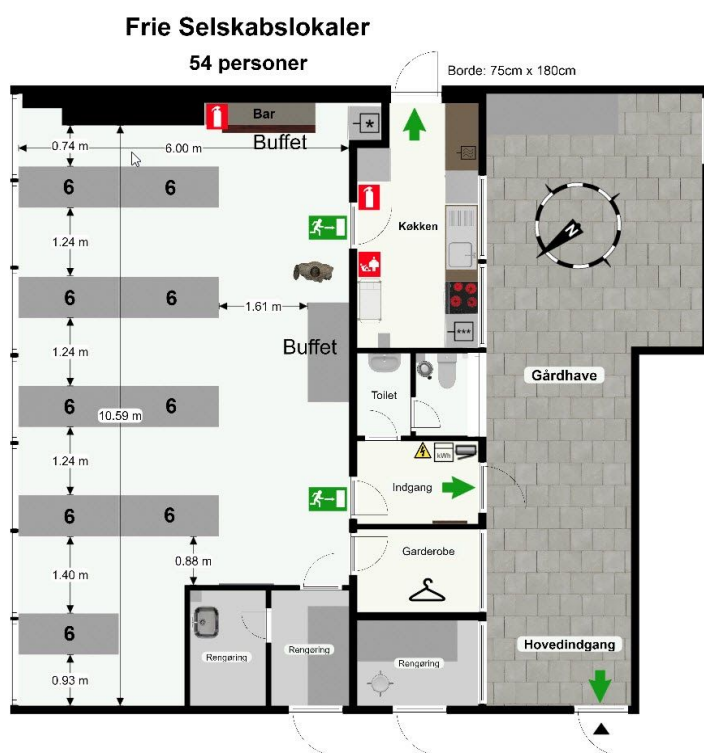 Frie Selskabslokaler
54 personer
Borde: 75cm x 180cm
Bar
*
0.74 m
6.00 m
Buffet
6 6
Køkken
N
1.24 m
6 6
1.61 m
***
1.24 m
Buffet
Gårdhave
Toilet
6 6
10.59 m
kWh
1.24 m
Indgang
6 6
0.88 m
Garderobe
1.40 m
6
Hovedindgang
Rengøring
Rengøring
Rengøring
0.93 m